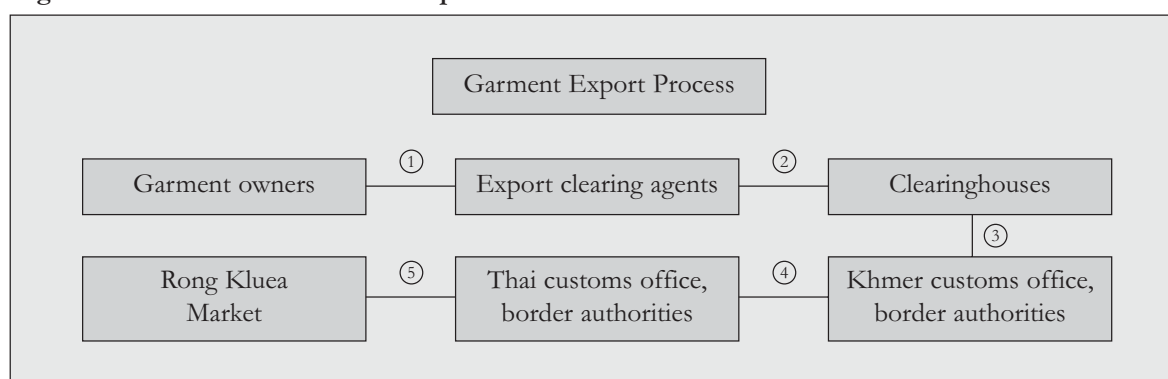 Garment Export Process
Garment owners
①
Export clearing agents
②
Clearinghouses
③
Khmer customs office,
border authorities
④
Thai customs office,
border authorities
⑤
Rong Kluea
Market